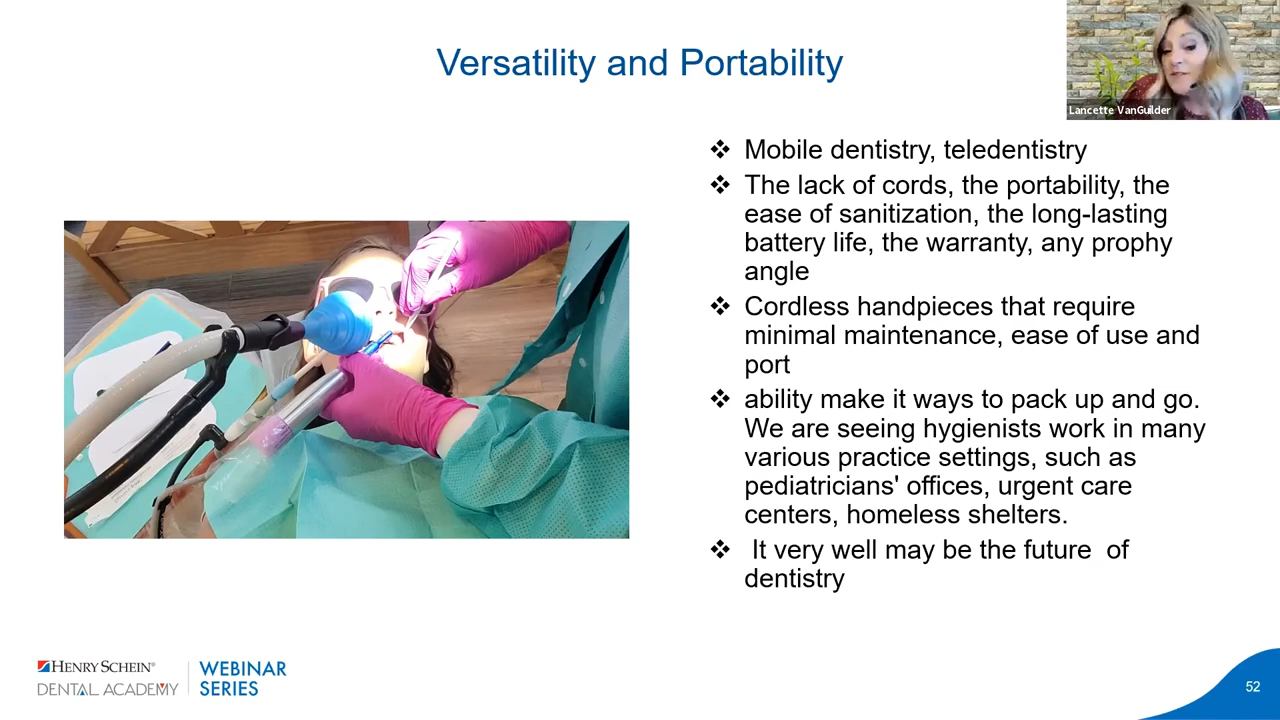 Versatility and Portability
Lancette VanGuilder
❖ Mobile dentistry, teledentistry
❖ The lack of cords, the portability, the
ease of sanitization, the long-lasting
battery life, the warranty, any prophy
angle
❖ Cordless handpieces that require
minimal maintenance, ease of use and
port
❖ ability make it ways to pack up and go.
We are seeing hygienists work in many
various practice settings, such as
pediatricians' offices, urgent care
centers, homeless shelters.
❖ It very well may be the future  of
dentistry
HENRY SCHEIN®
DENTAL ACADEMY
WEBINAR
SERIES
52